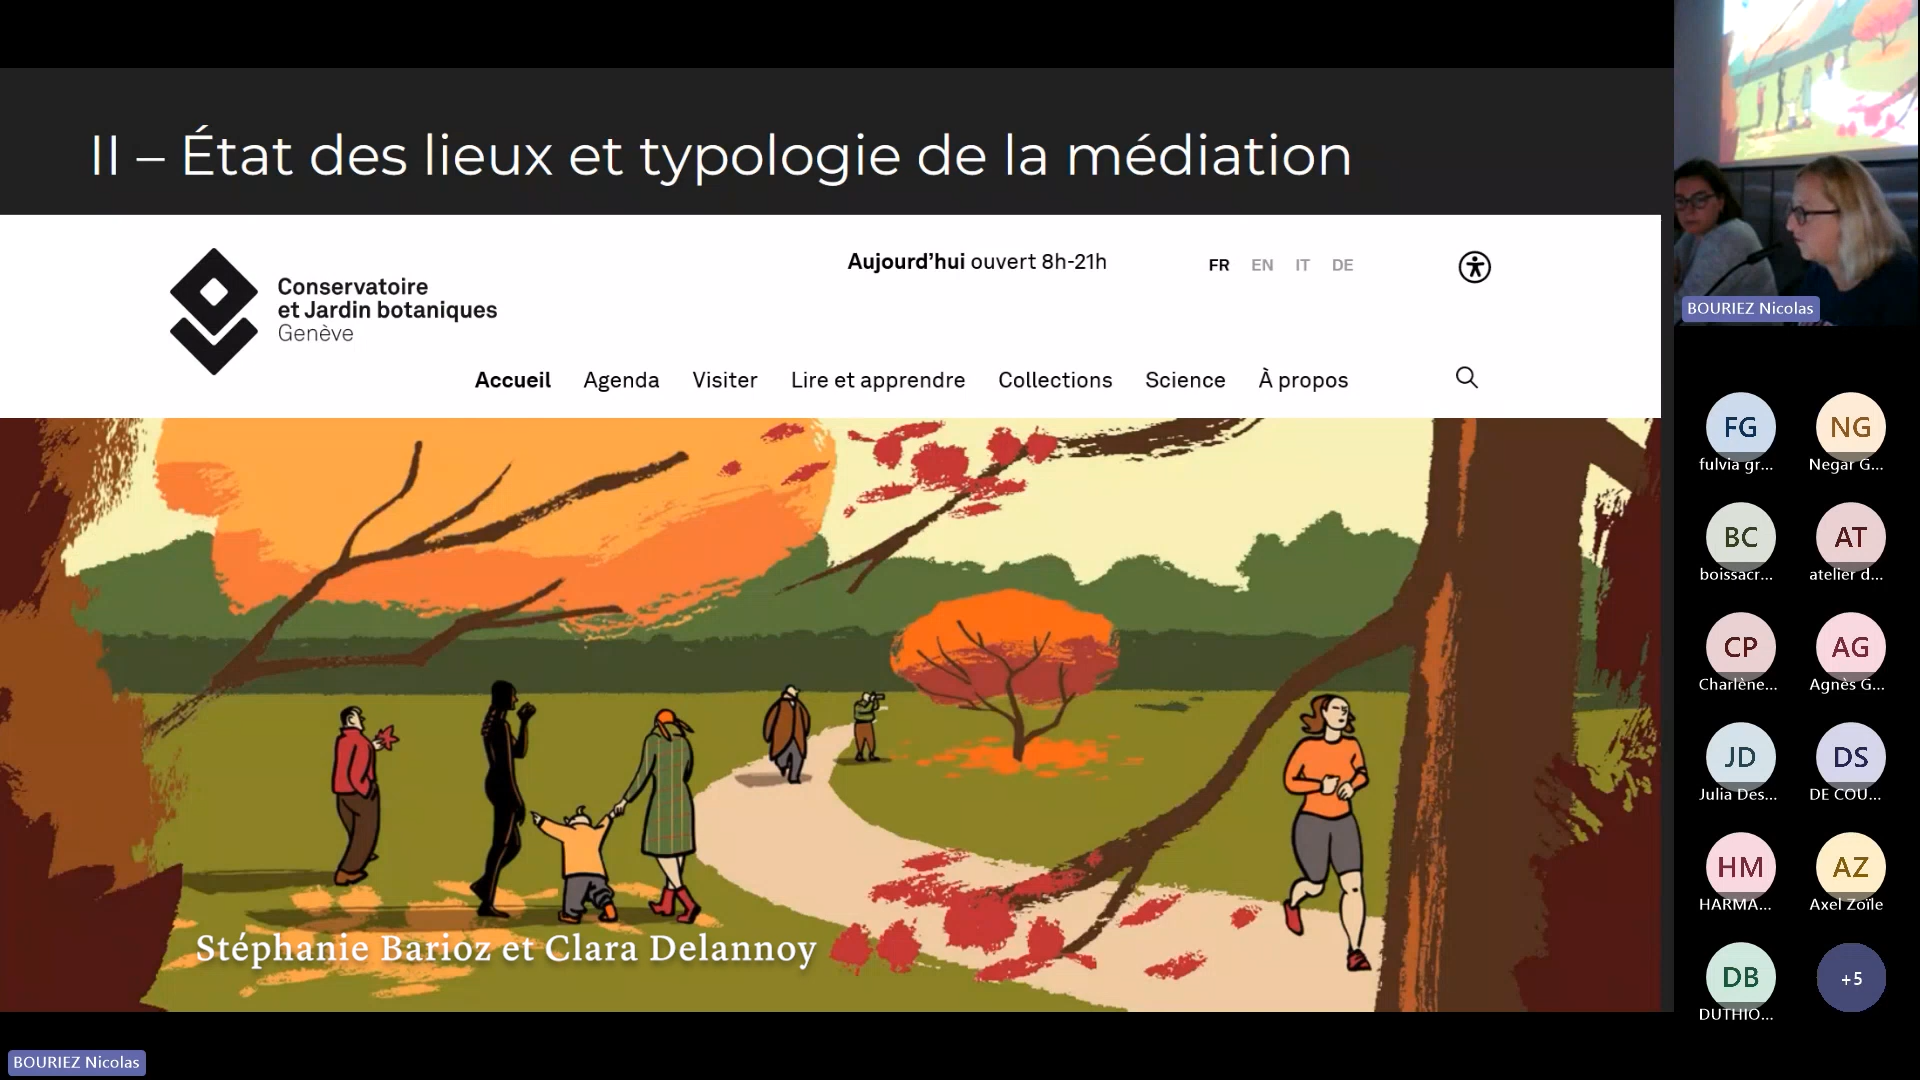 II – État des lieux et typologie de la médiation
Conservatoire
et Jardin botaniques
Genève
Aujourd'hui ouvert 8h-21h
FR EN IT DE
Accueil Agenda Visiter Lire et apprendre Collections Science À propos
Stéphanie Barioz et Clara Delannoy
BOURIEZ Nicolas
BOURIEZ Nicolas
FG NG
fulvia gr... Negar G...
BC AT
boissacr... atelier d...
CP AG
Charlène... Agnès G...
JD DS
Julia Des... DE COU...
HM AZ
HARMA... Axel Zoïle
DB +5
DUTHIO...